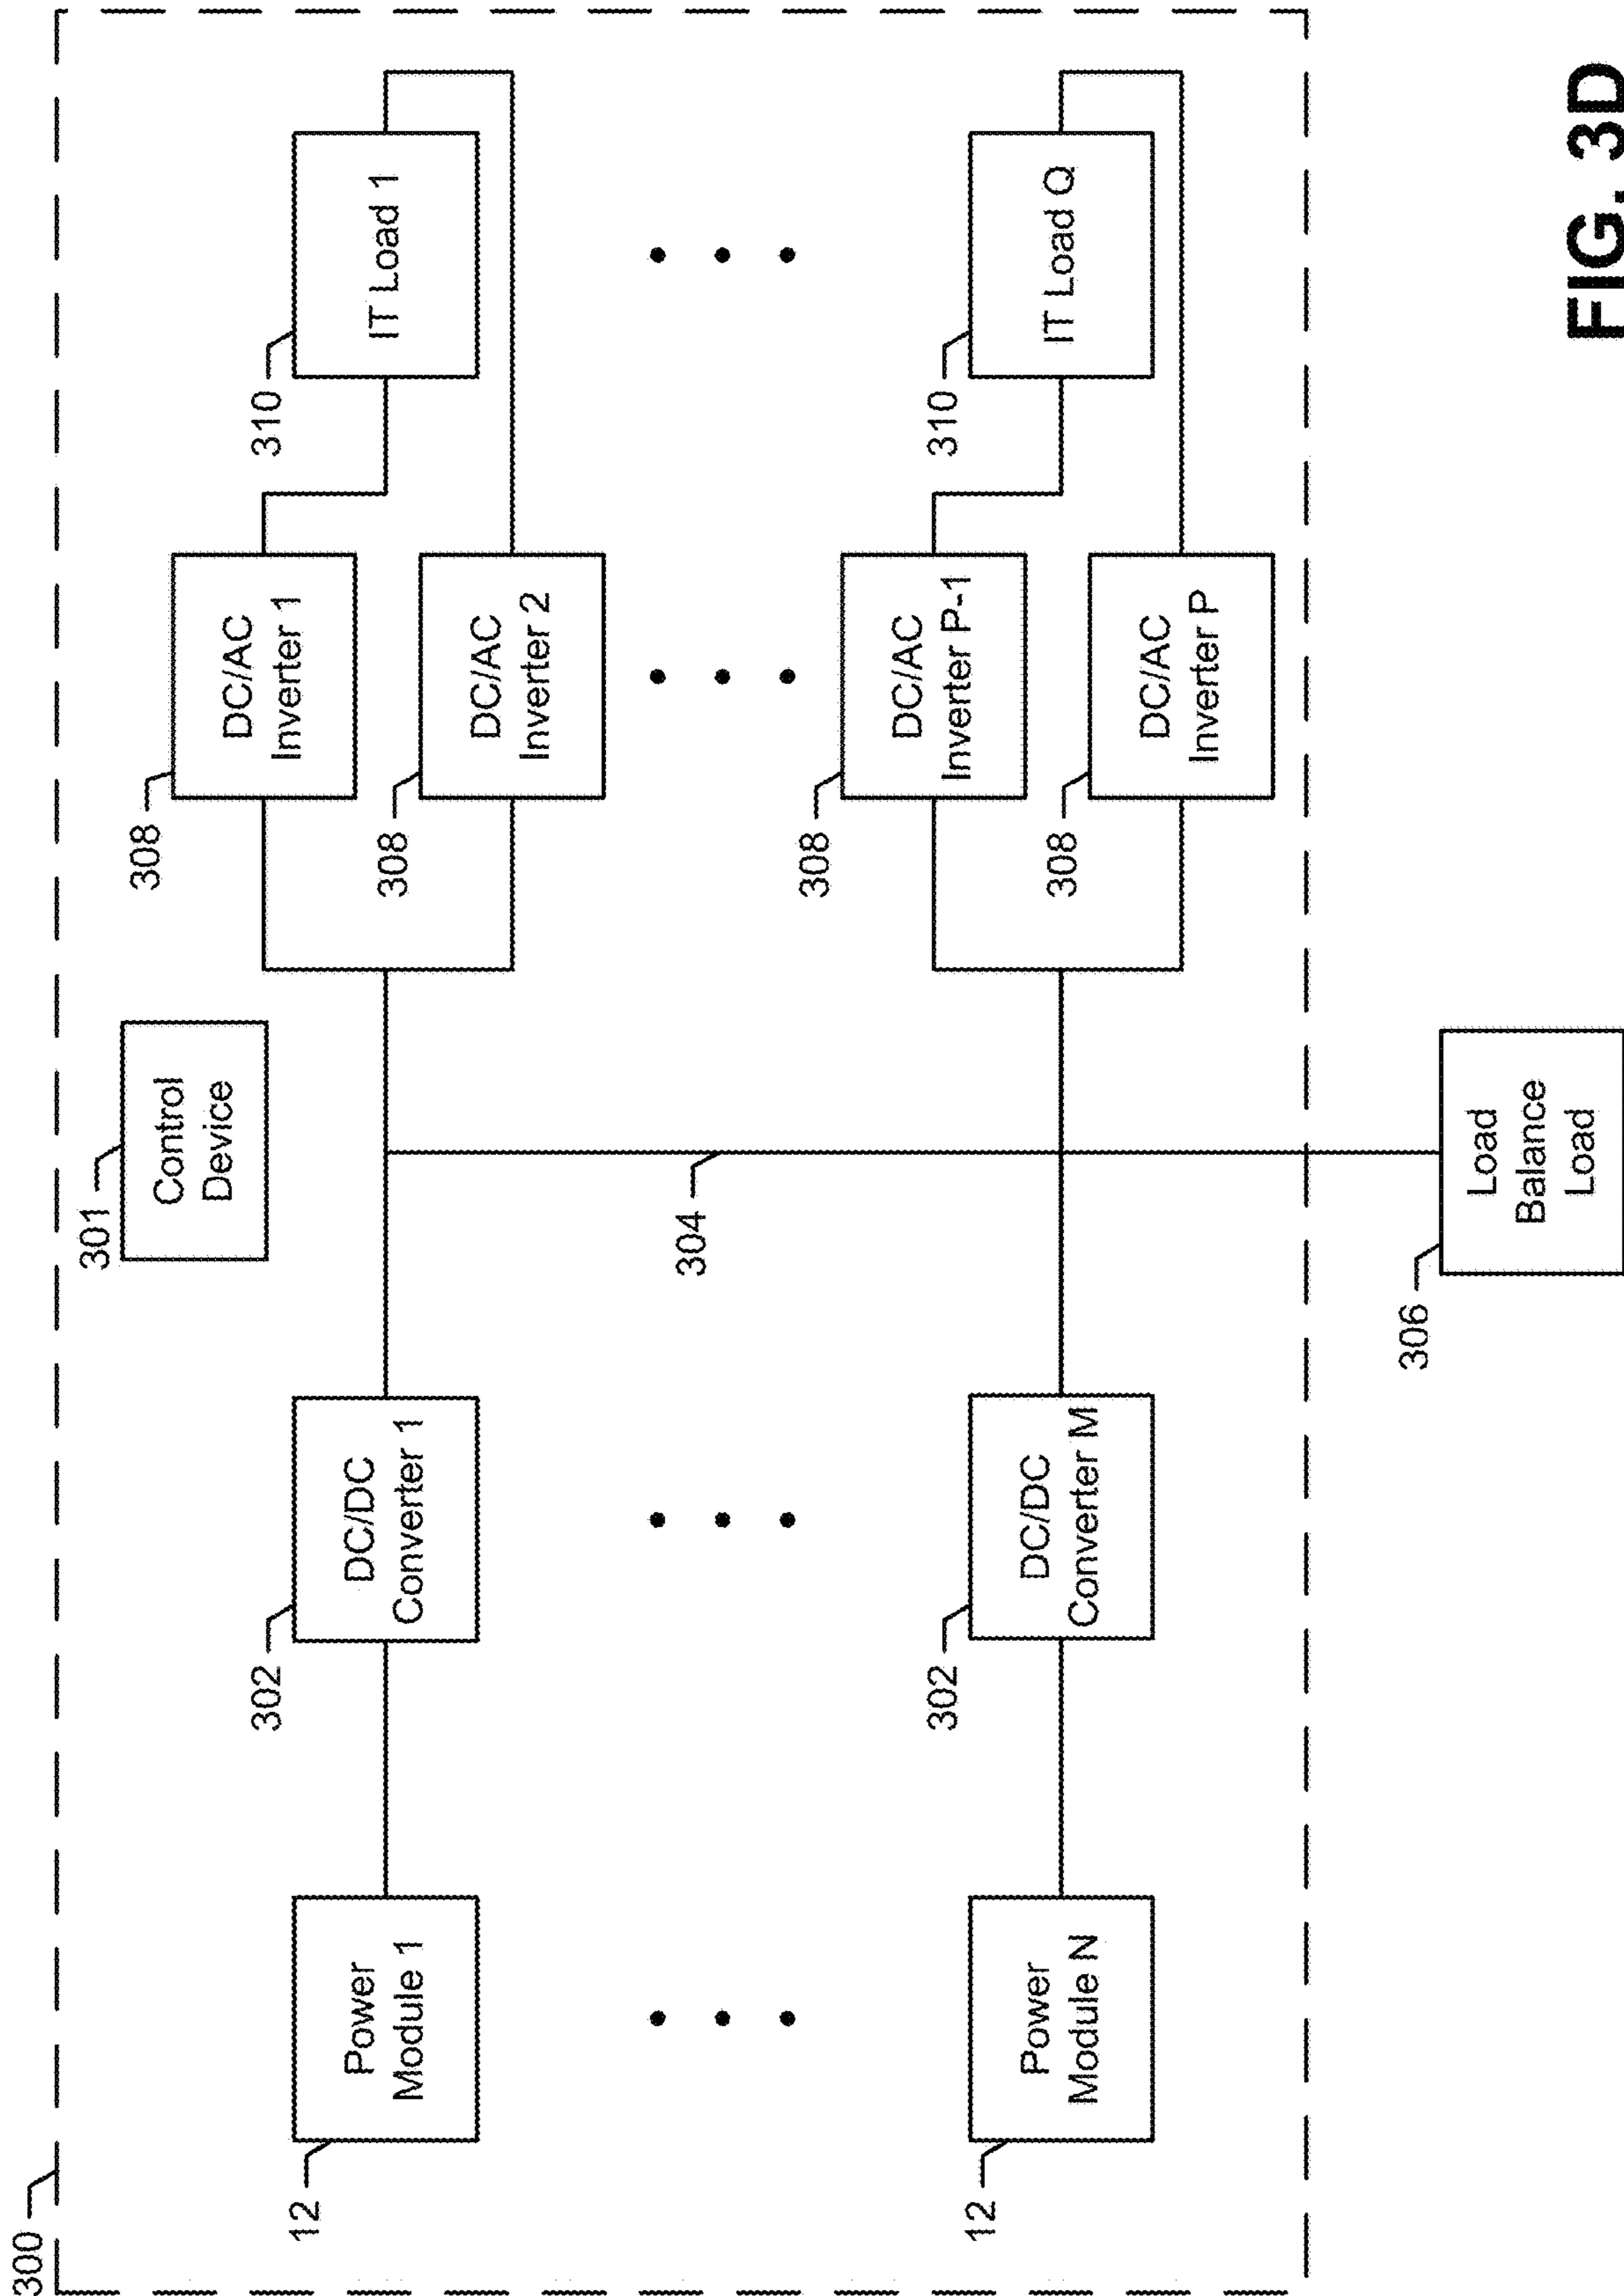 300
301
Control
Device
12
Power
Module 1
302
DC/DC
Converter 1
308
DC/AC
Inverter 1
308
DC/AC
Inverter 2
310
IT Load 1
304
12
Power
Module N
302
DC/DC
Converter M
308
DC/AC
Inverter P-1
308
DC/AC
Inverter P
310
IT Load Q
306
Load
Balance
Load
FIG. 3D